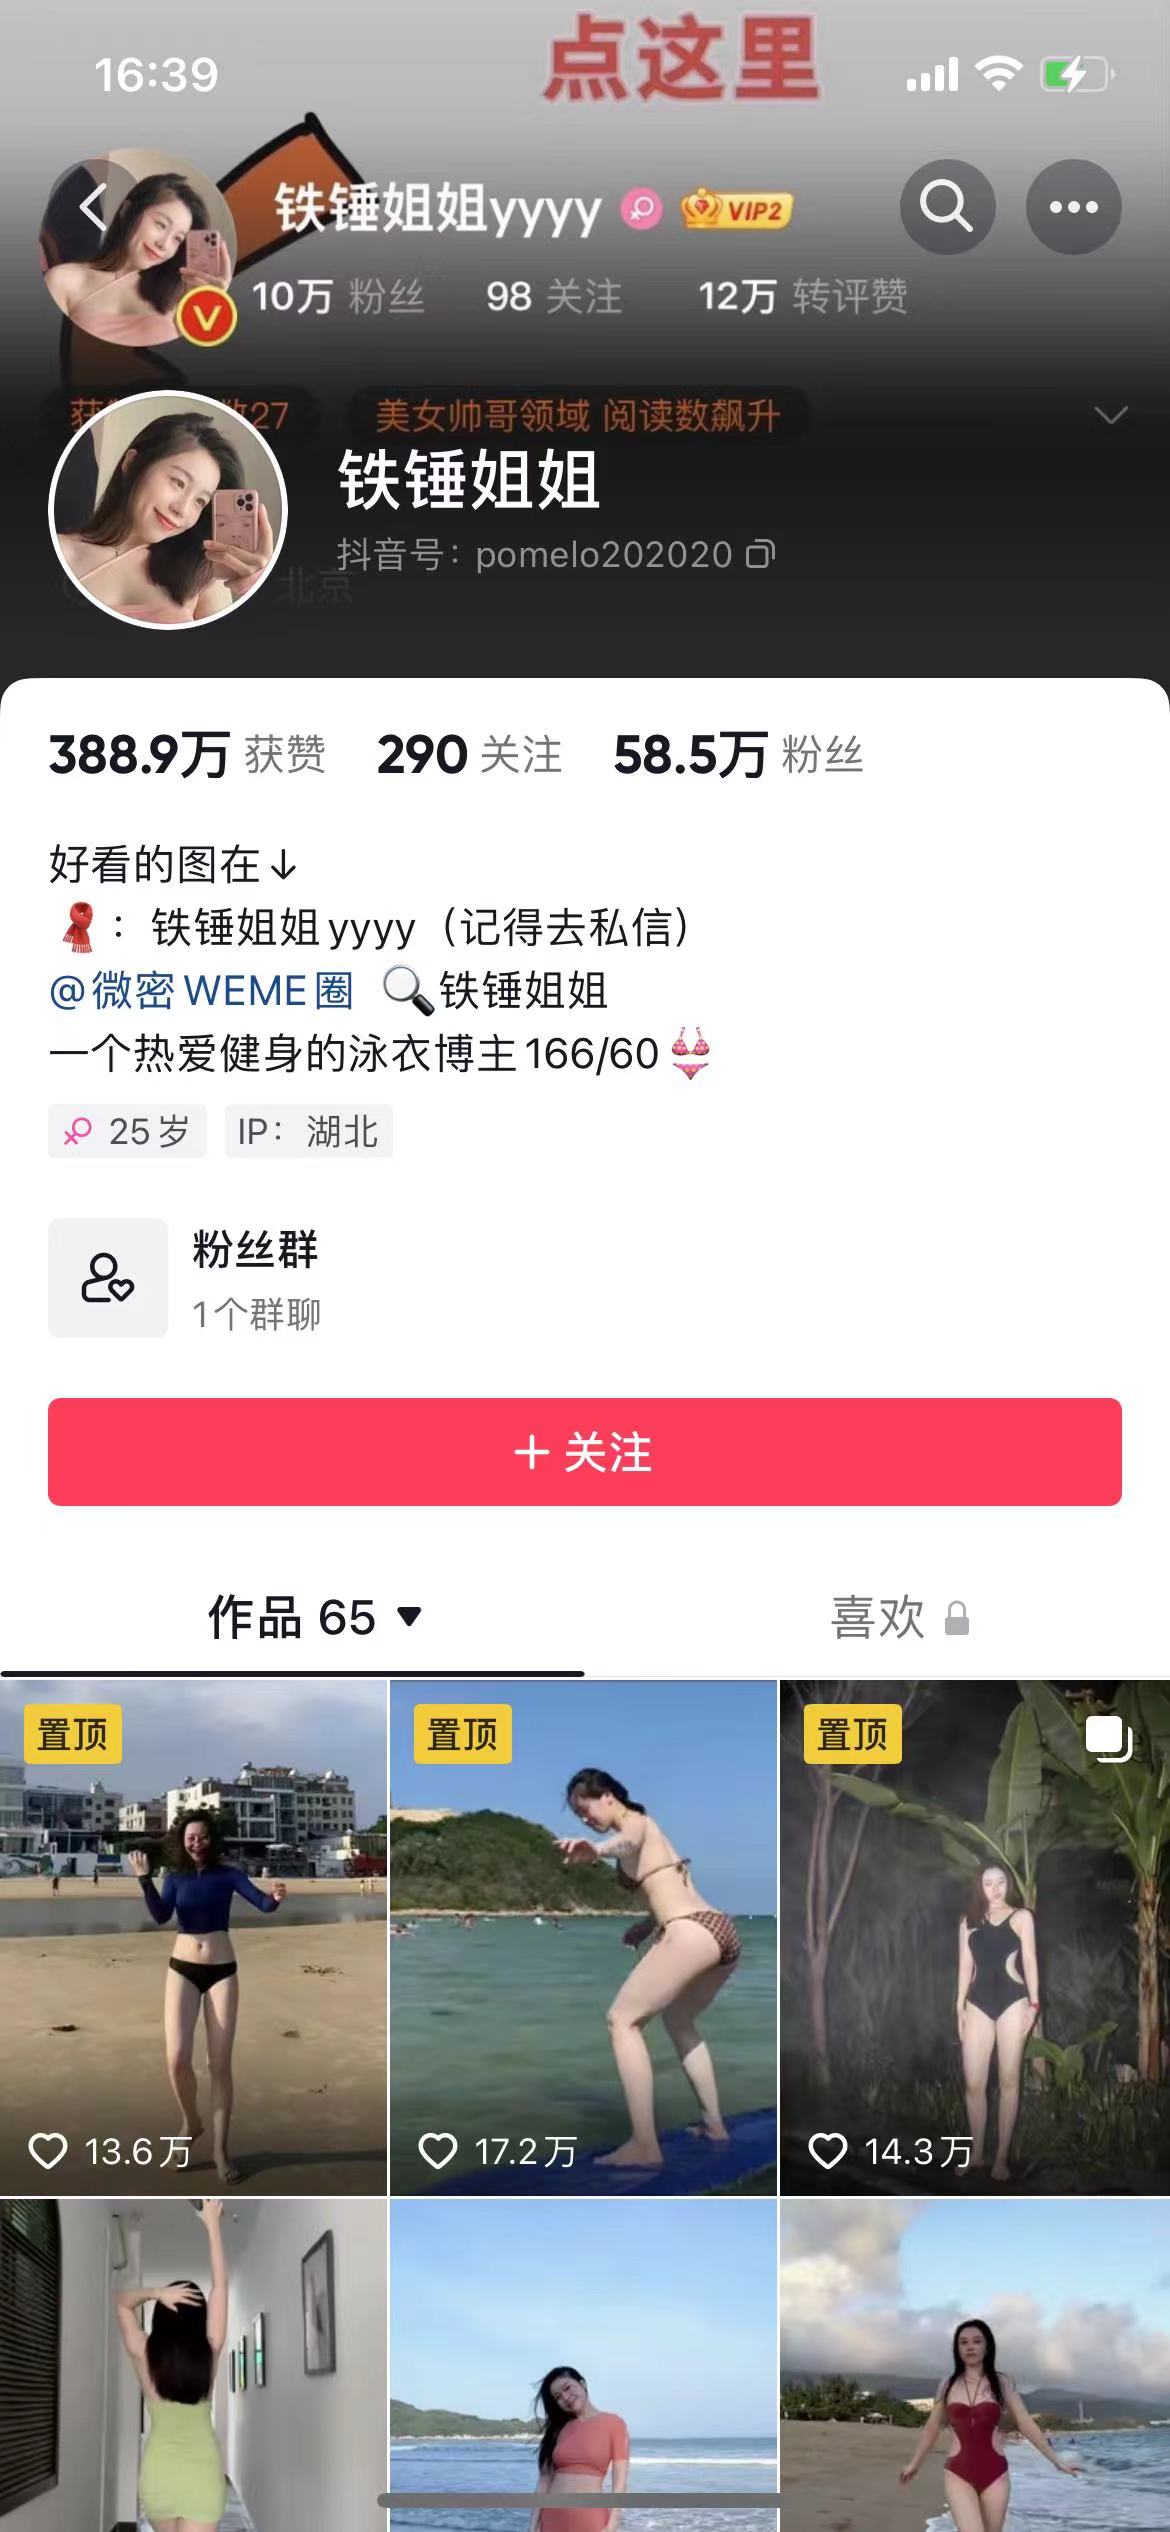 点这里
16:39
铁锤姐姐yyyy VIP2
10万 粉丝 98 关注 12万 转评赞
数27 美女帅哥领域 阅读数飙升
铁锤姐姐
抖音号：pomelo202020
北京
388.9万 获赞 290 关注 58.5万 粉丝
好看的图在↓
🧣：铁锤姐姐yyyy（记得去私信）
@微密WEME圈 🔍铁锤姐姐
一个热爱健身的泳衣博主166/60👙
25岁 IP：湖北
粉丝群
1个群聊
+ 关注
作品 65 喜欢
置顶 置顶 置顶
13.6万 17.2万 14.3万